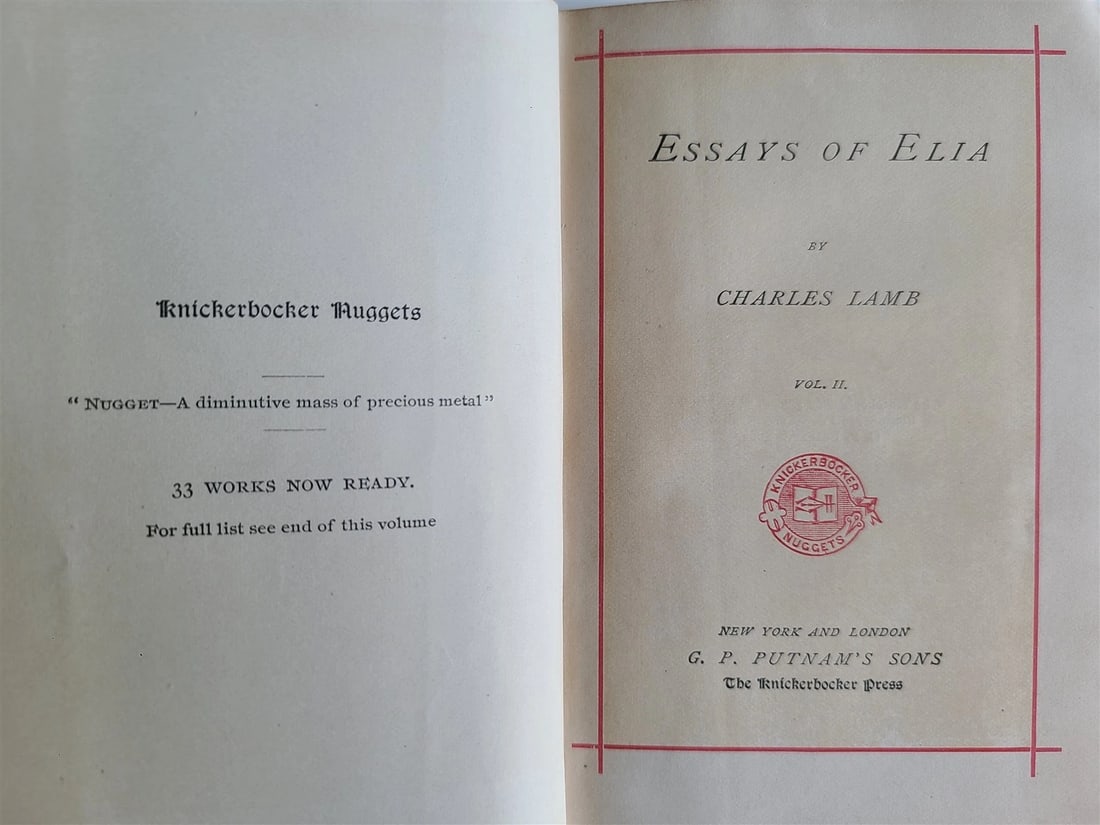 Knickerbocker Nuggets
“ NUGGET—A diminutive mass of precious metal”
33 WORKS NOW READY.
For full list see end of this volume
ESSAYS OF ELIA
BY
CHARLES LAMB
VOL. II.
KNICKERBOCKER
NUGGETS
NEW YORK AND LONDON
G. P. PUTNAM'S SONS
The Knickerbocker Press